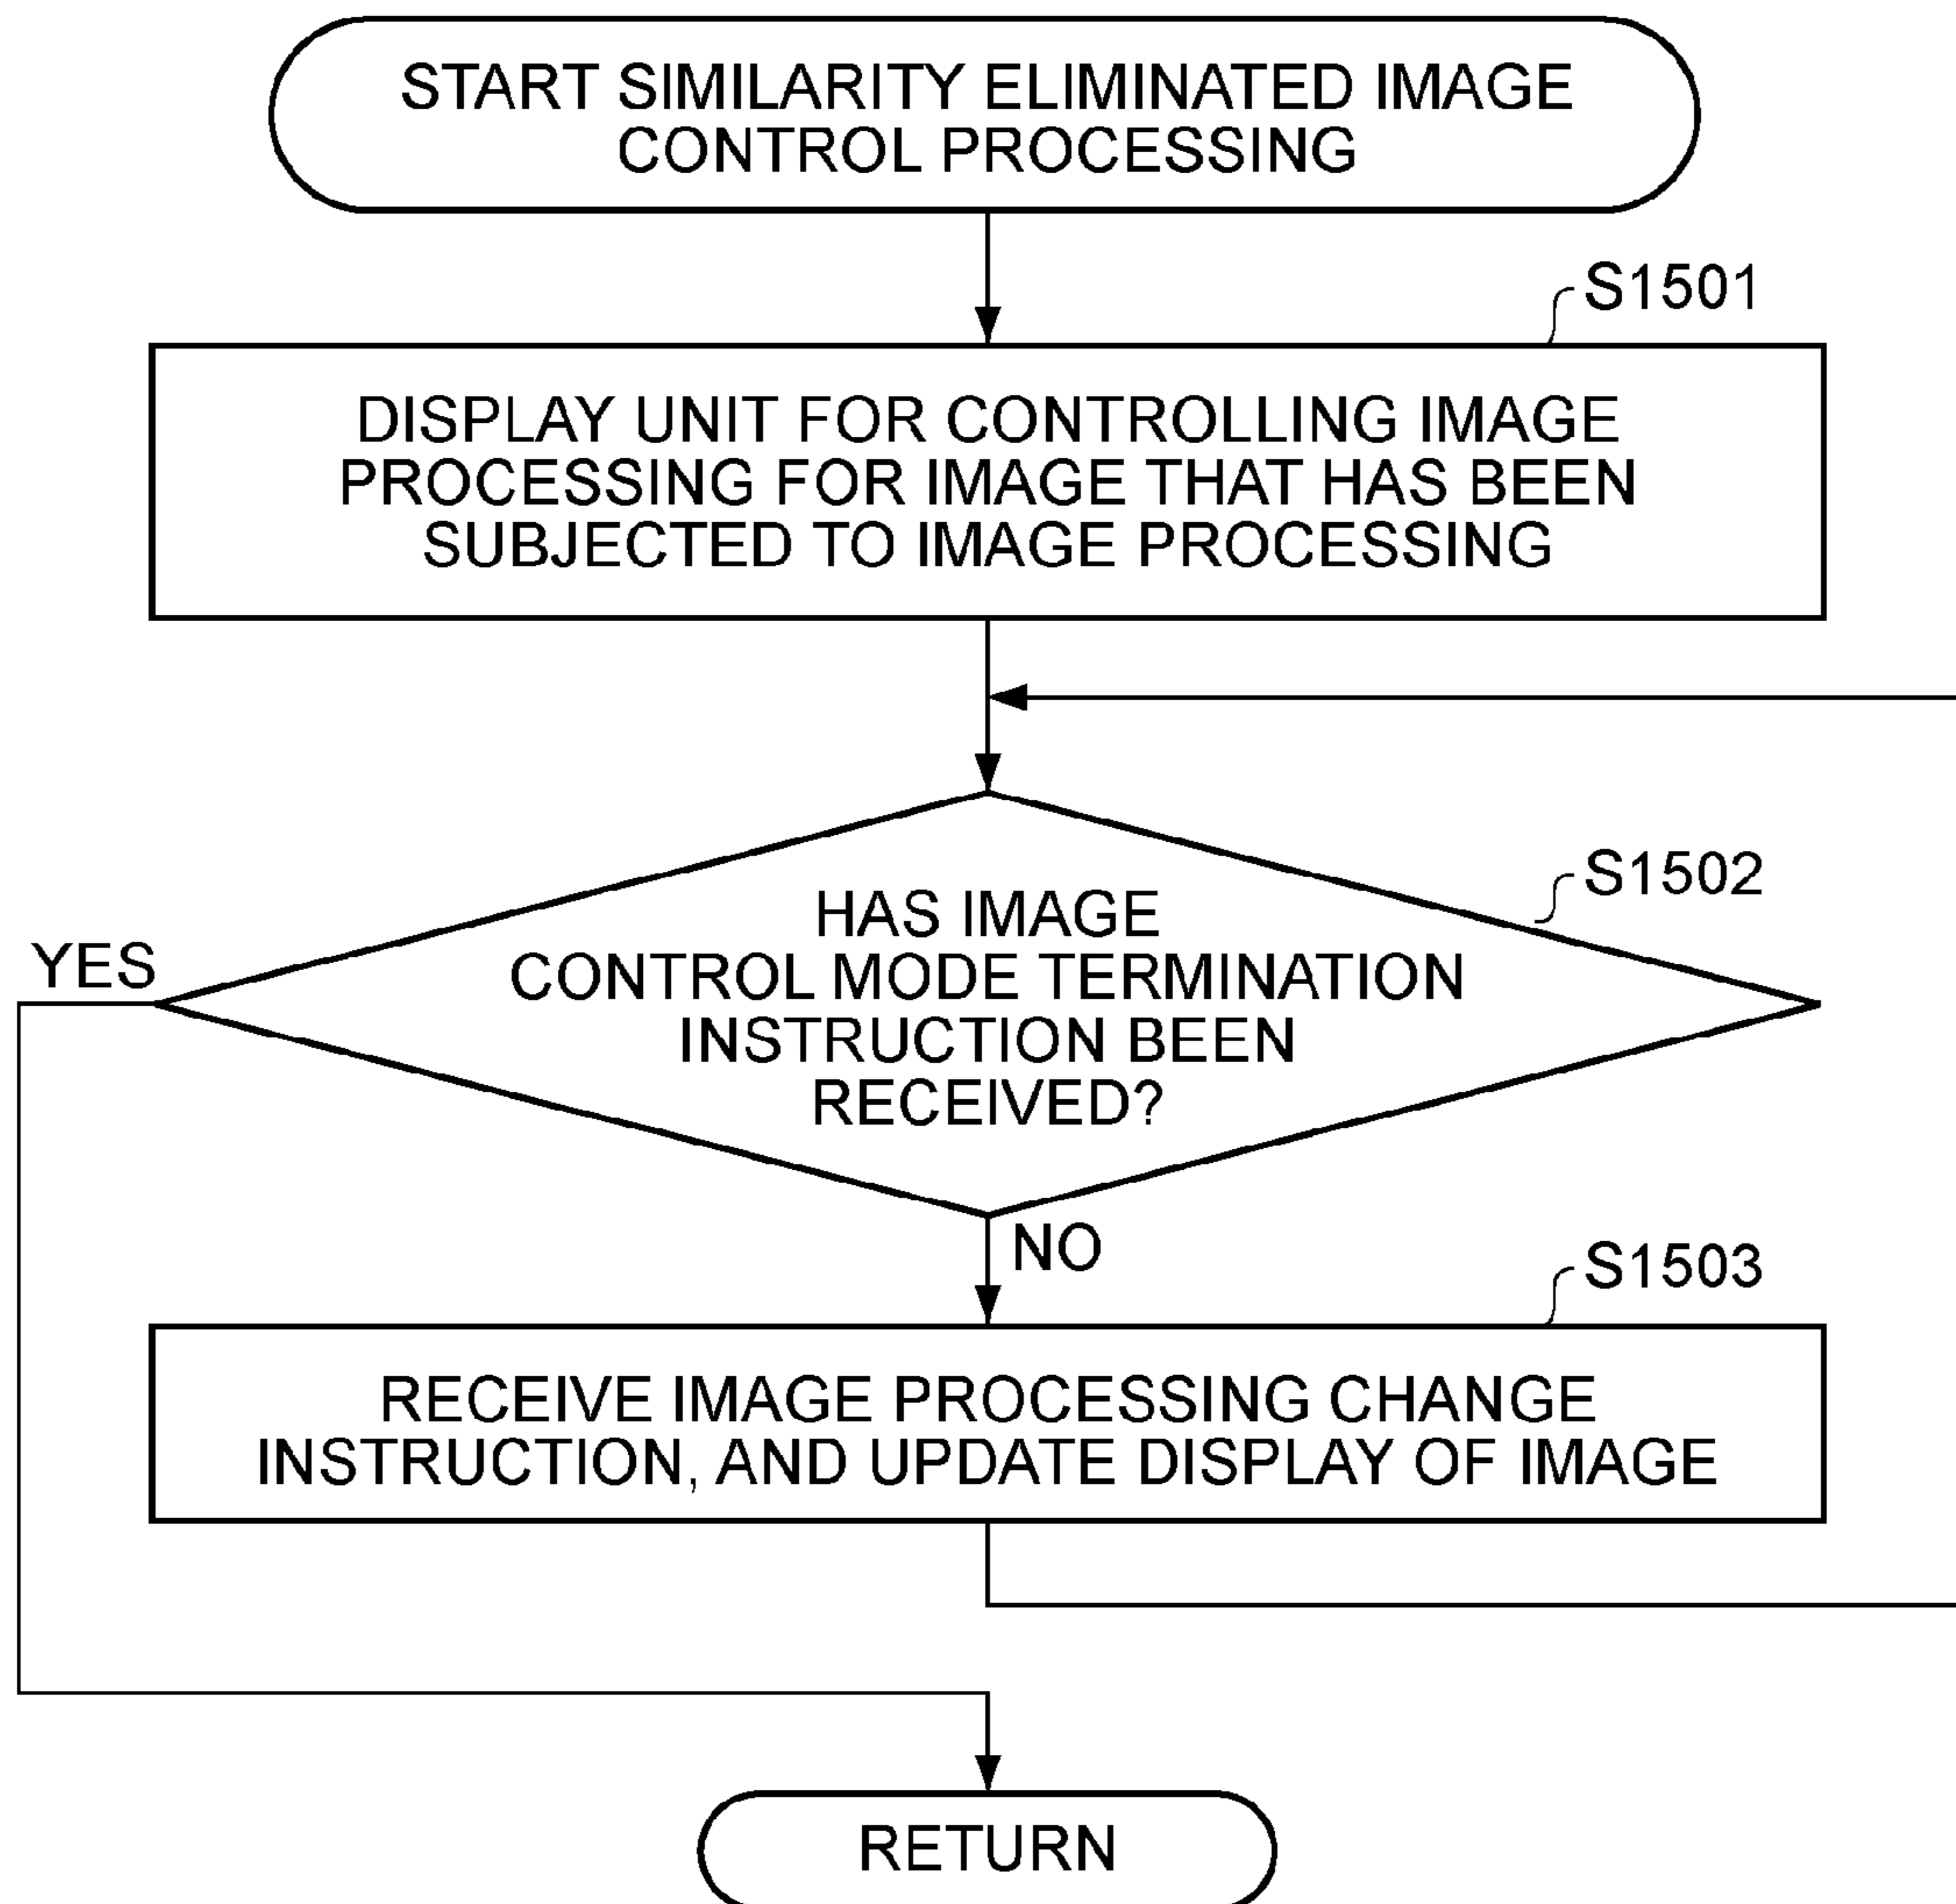 START SIMILARITY ELIMINATED IMAGE
CONTROL PROCESSING
S1501
DISPLAY UNIT FOR CONTROLLING IMAGE
PROCESSING FOR IMAGE THAT HAS BEEN
SUBJECTED TO IMAGE PROCESSING
S1502
HAS IMAGE
CONTROL MODE TERMINATION
INSTRUCTION BEEN
RECEIVED?
YES
NO
S1503
RECEIVE IMAGE PROCESSING CHANGE
INSTRUCTION, AND UPDATE DISPLAY OF IMAGE
RETURN